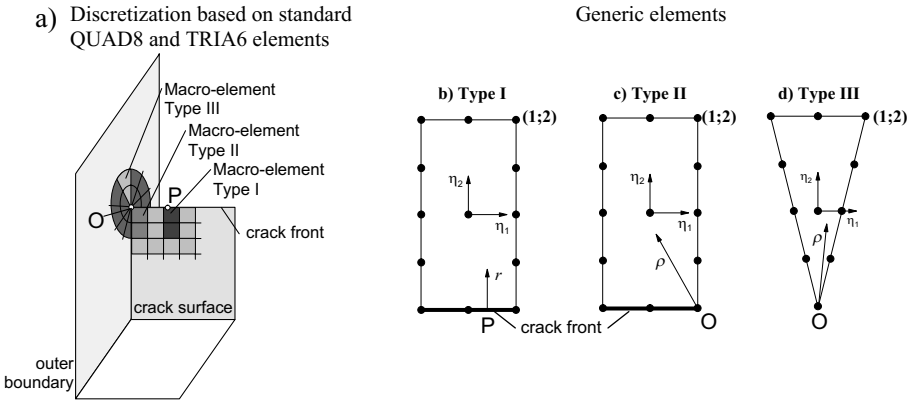 a) Discretization based on standard
QUAD8 and TRIA6 elements
Generic elements
Macro-element
Type III
Macro-element
Type II
Macro-element
Type I
P
O
crack front
crack surface
outer
boundary
b) Type I
(1;2)
η2
η1
r
P
crack front
c) Type II
(1;2)
η2
η1
ρ
O
d) Type III
(1;2)
η2
η1
ρ
O